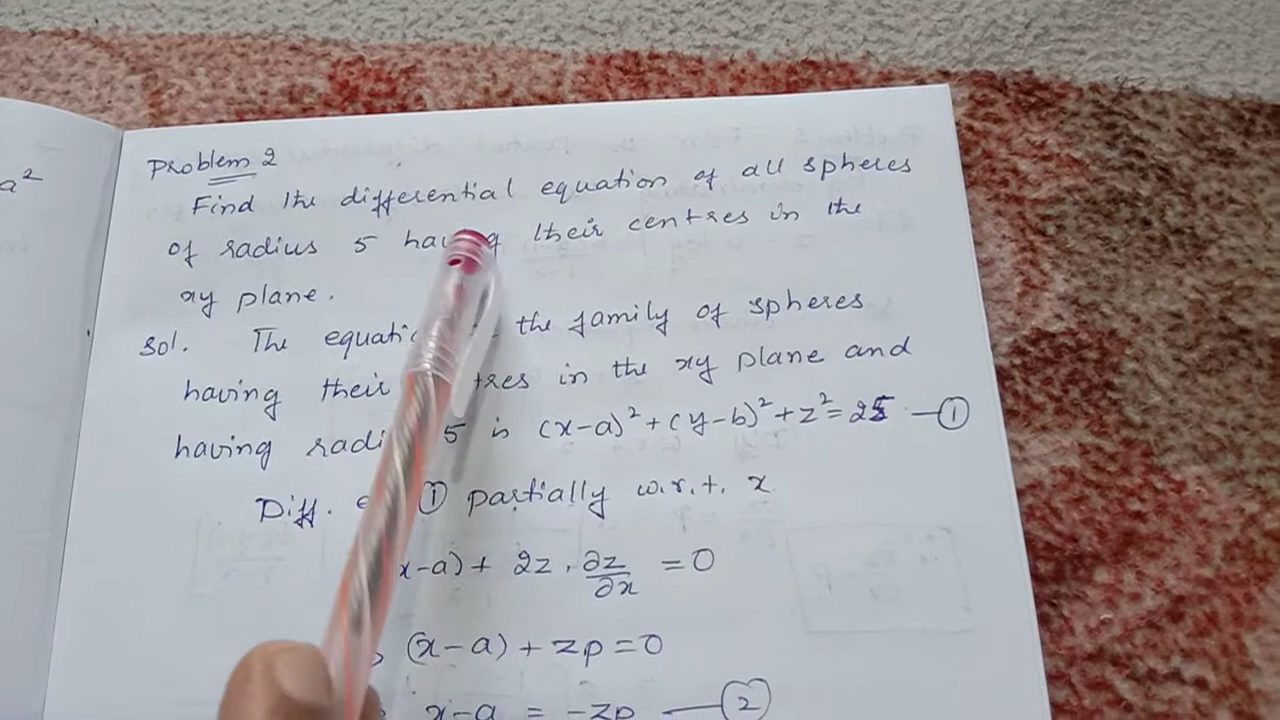 a²
Problem 2
Find the differential equation of all spheres
of radius 5 their centres in the
xy plane.
Sol. The the family of spheres
having their in the xy plane and
having 5 is (x-a)²+(y-b)²+z²=25 —①
Diff. ① partially w.r.t. x
x-a)+ 2z. ∂z/∂x =0
(x-a)+zp=0
x-a = -zp —②